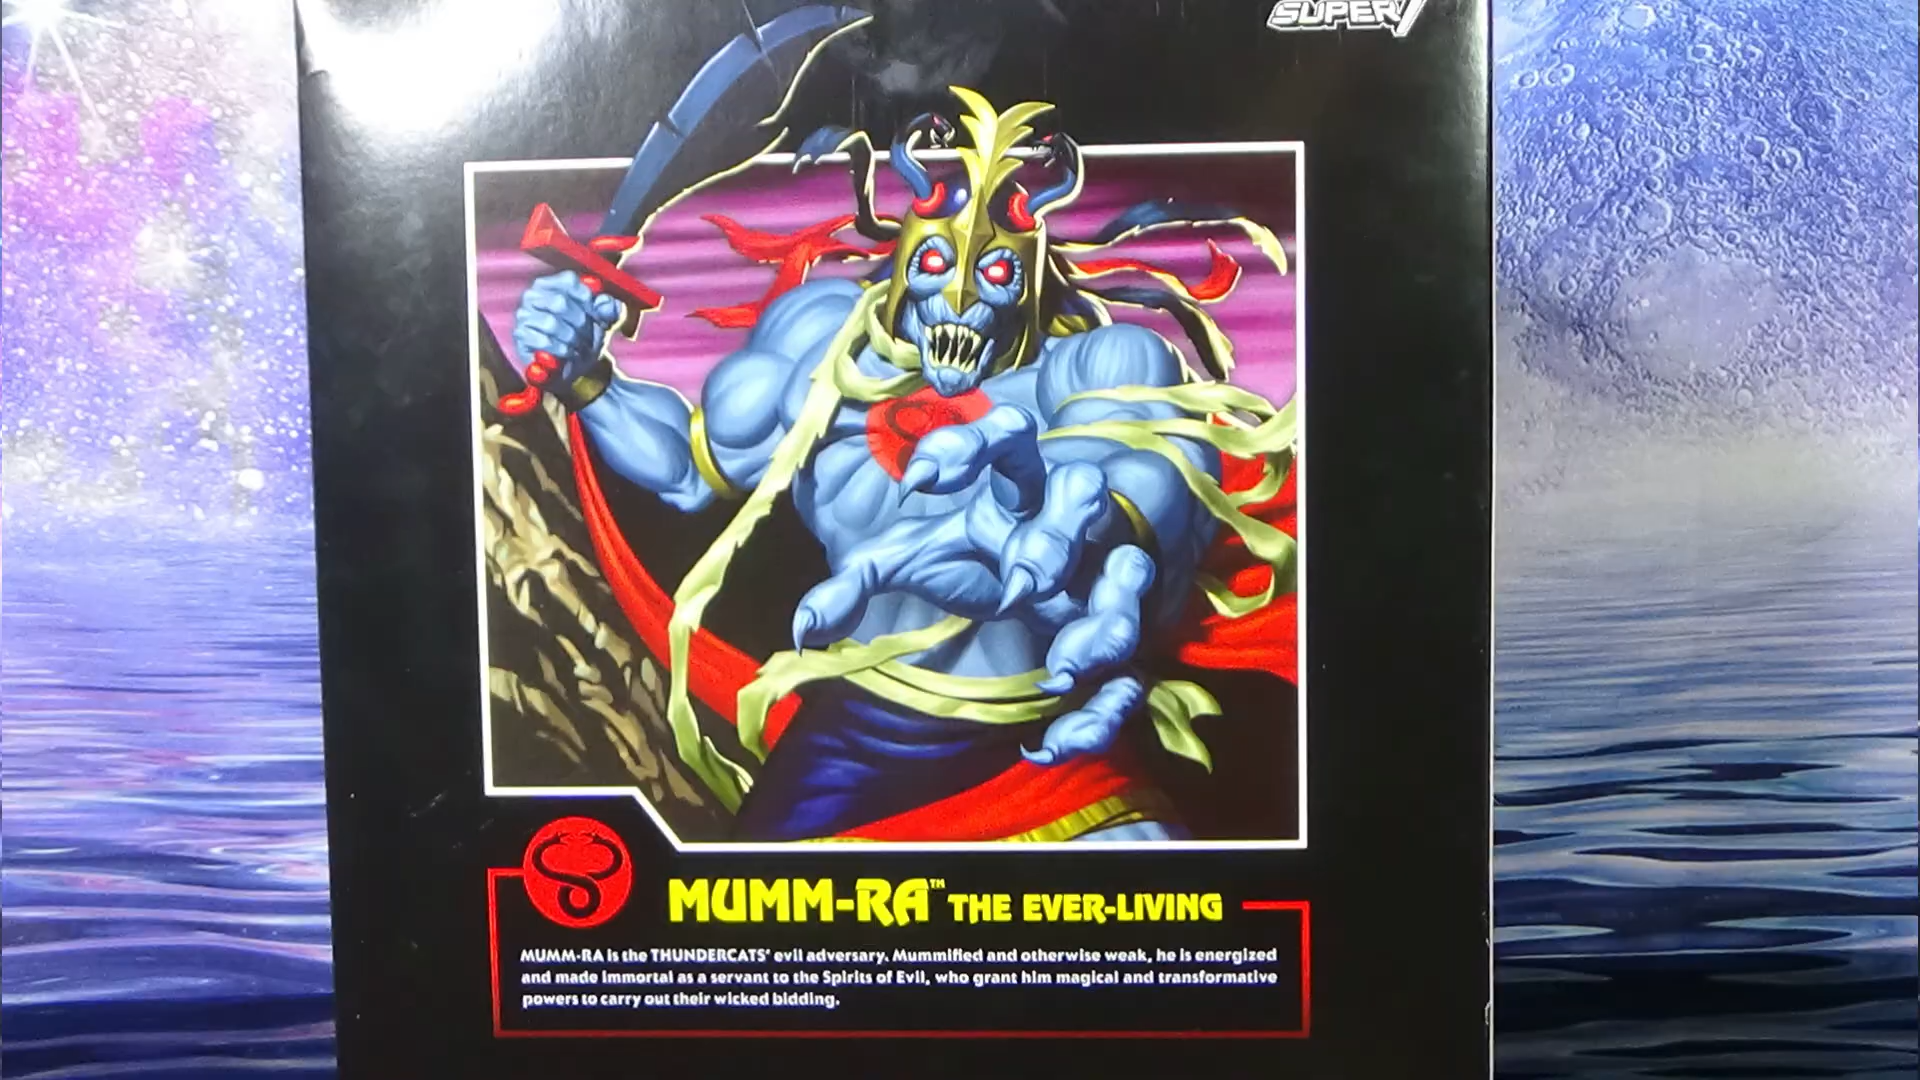 SUPER7
MUMM-RA™ THE EVER-LIVING
MUMM-RA is the THUNDERCATS' evil adversary. Mummified and otherwise weak, he is energized
and made immortal as a servant to the Spirits of Evil, who grant him magical and transformative
powers to carry out their wicked bidding.